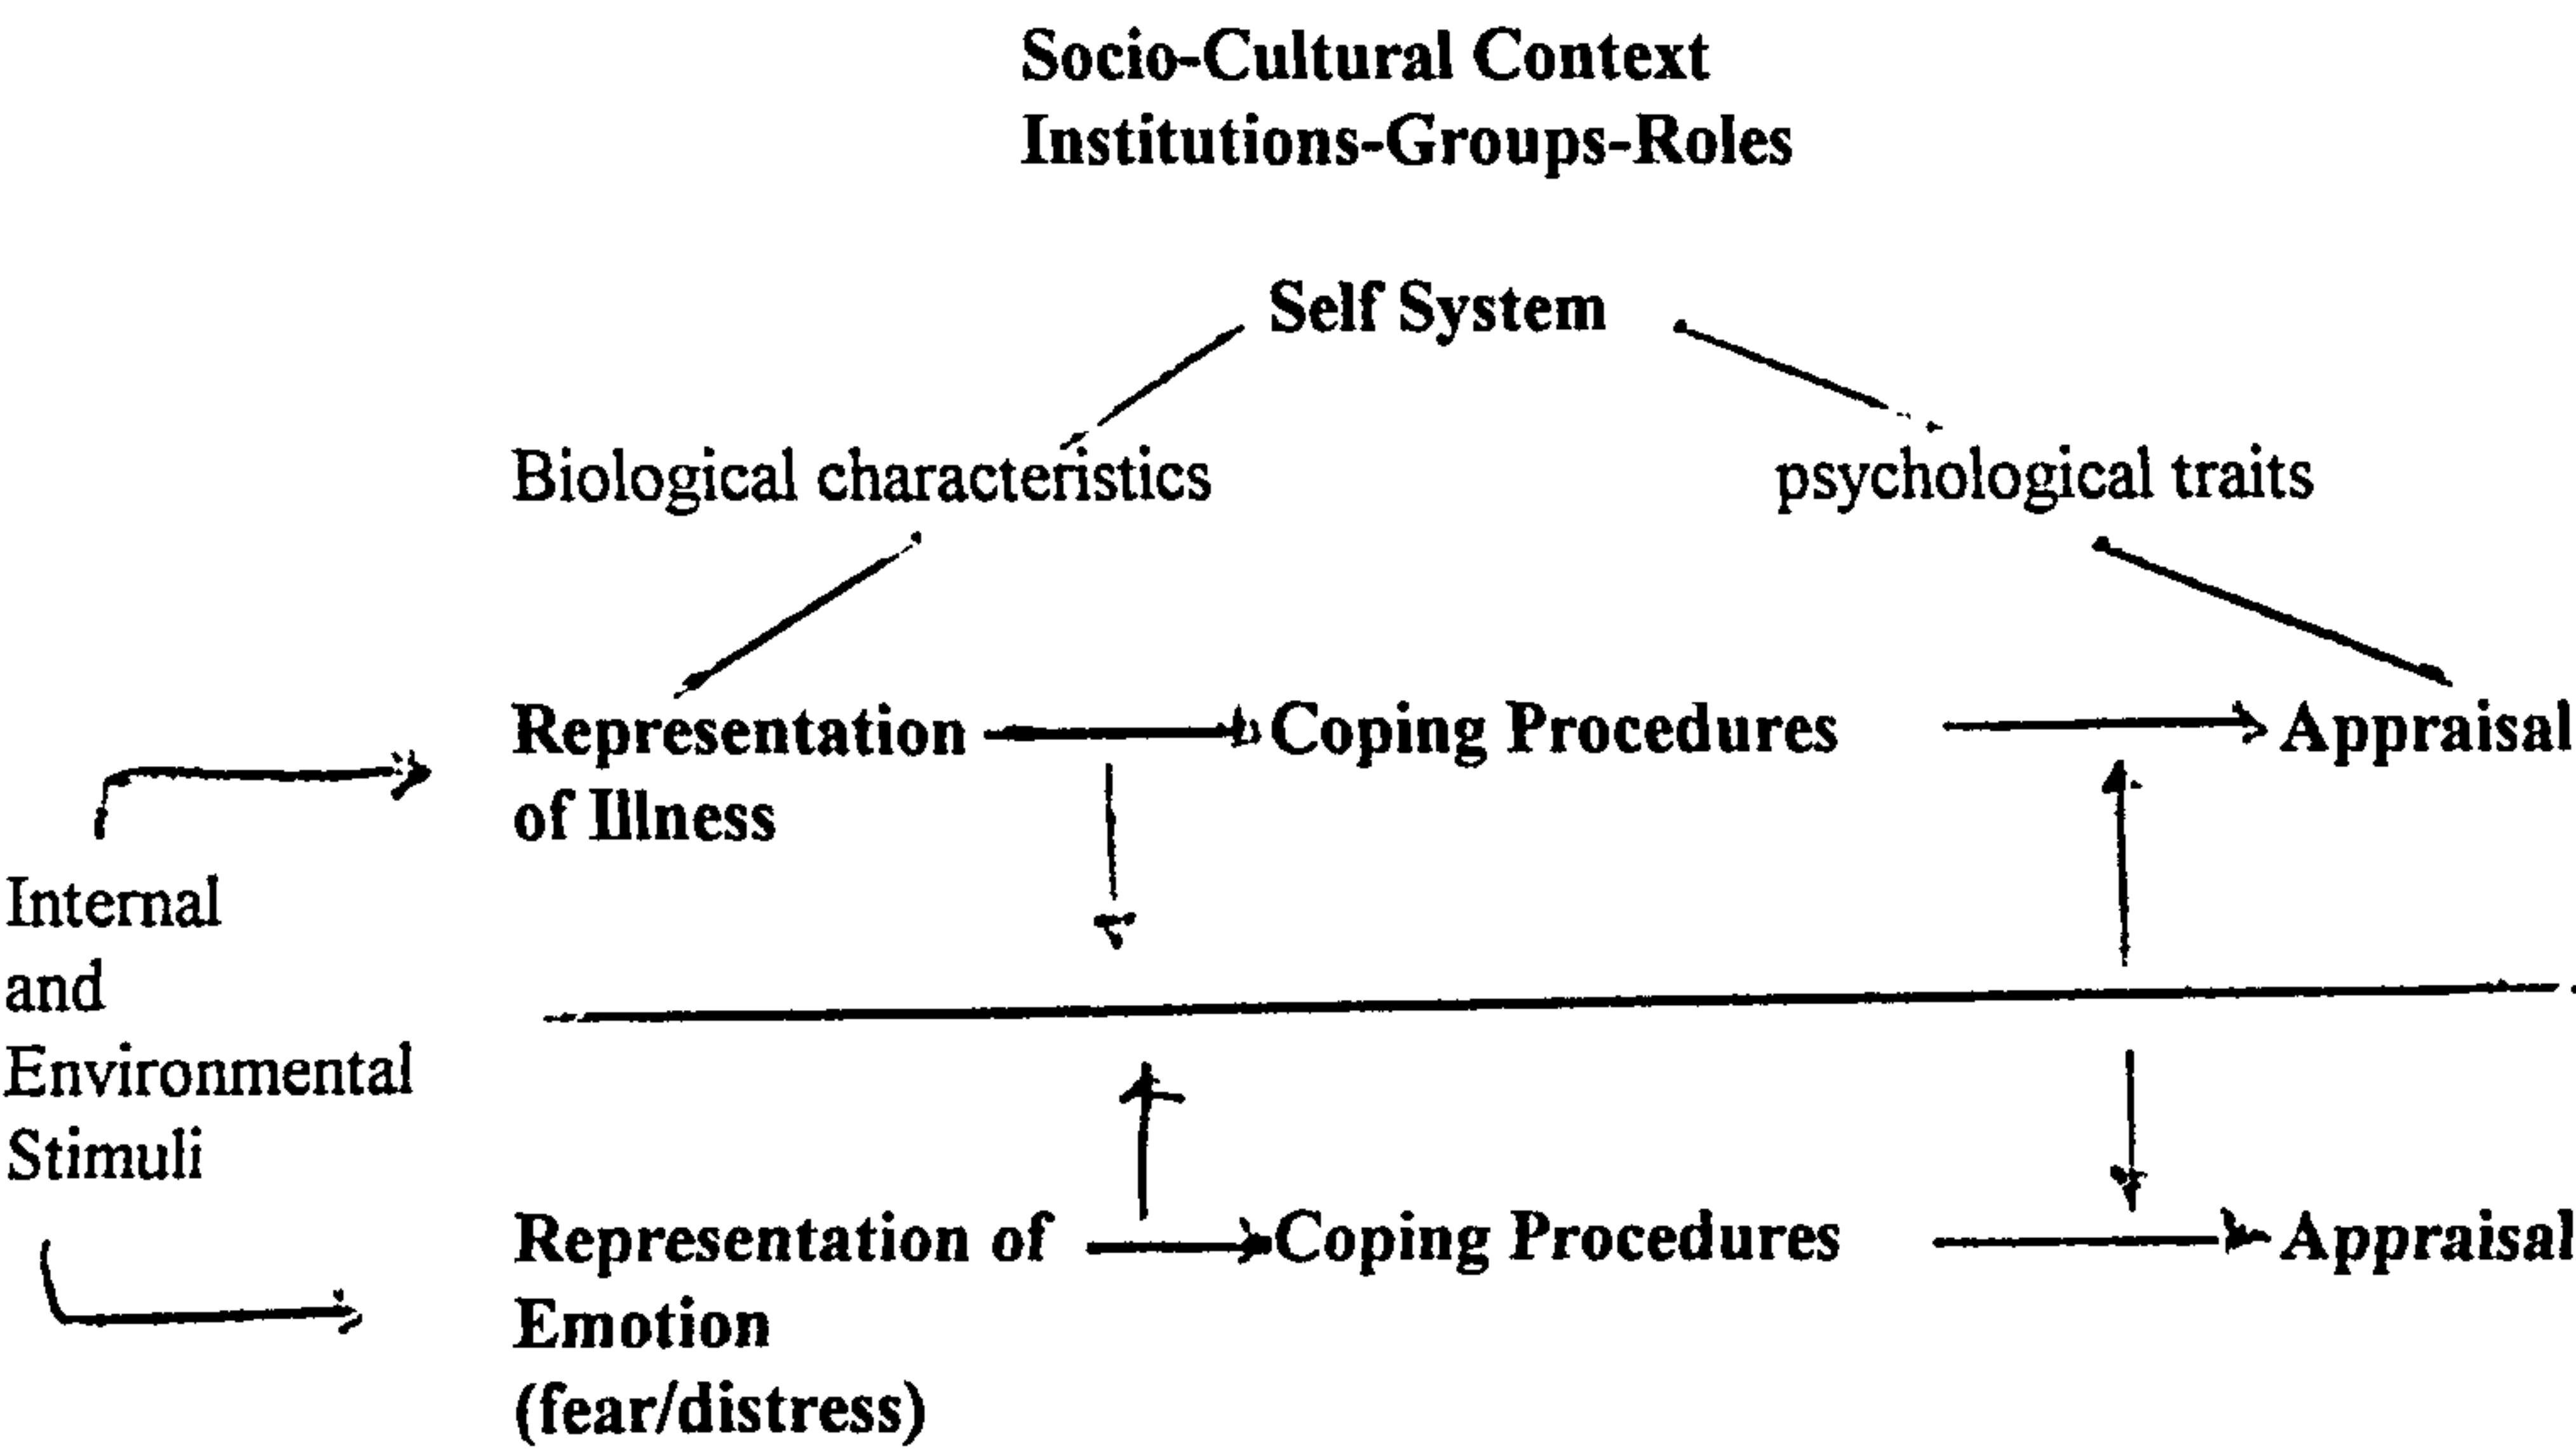 Socio-Cultural Context
Institutions-Groups-Roles
Self System
Biological characteristics
psychological traits
Representation
of Illness
Coping Procedures
Appraisal
Internal
and
Environmental
Stimuli
Representation of
Emotion
(fear/distress)
Coping Procedures
Appraisal